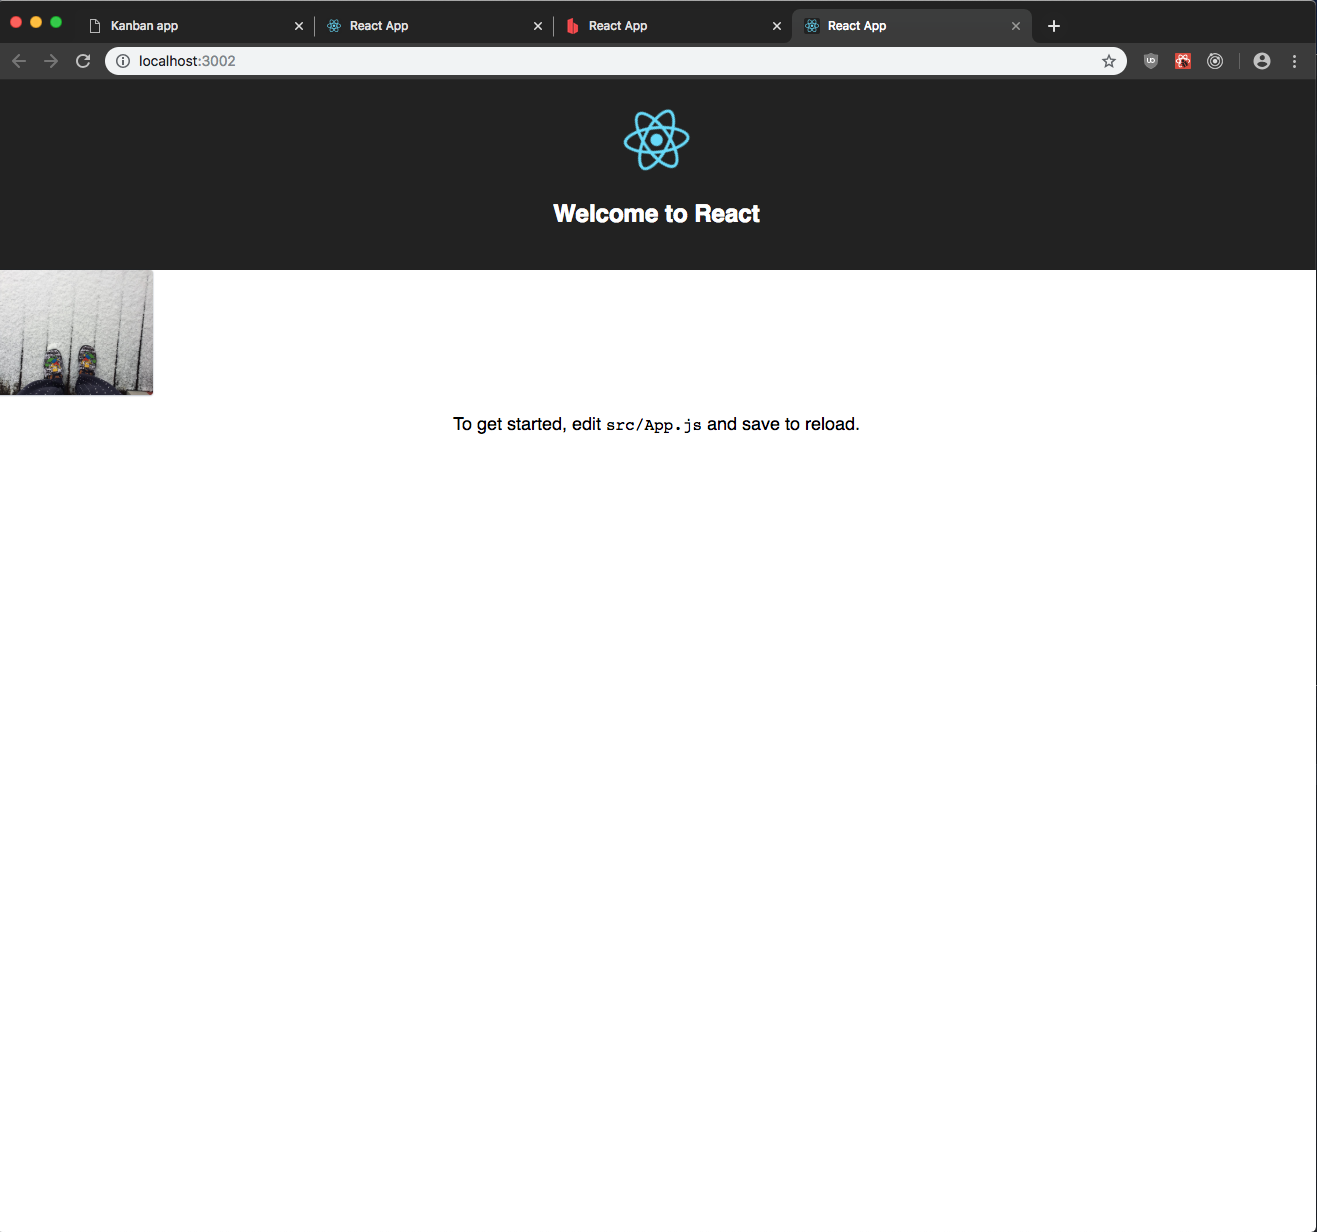 Kanban app
React App
React App
React App
localhost:3002
Welcome to React
To get started, edit src/App.js and save to reload.